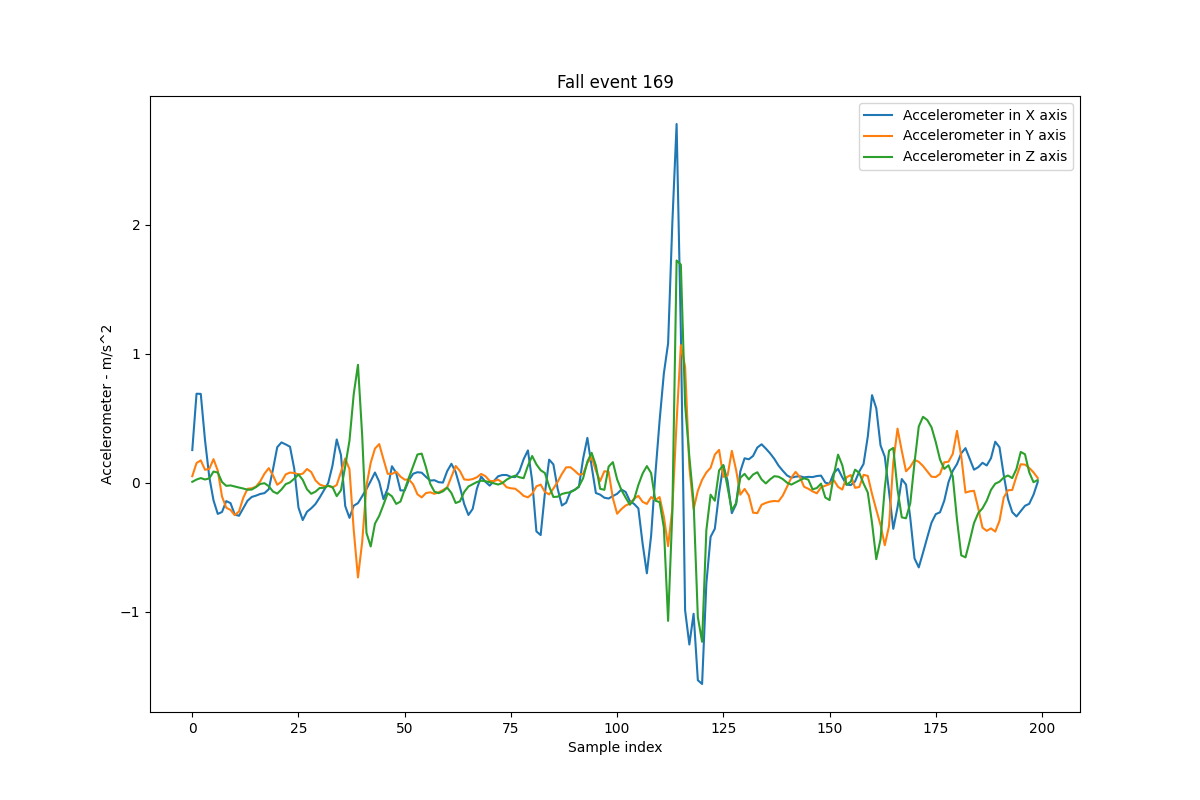 Fall event 169
Accelerometer in X axis
Accelerometer in Y axis
Accelerometer in Z axis
Accelerometer - m/s^2
2
1
0
−1
0 25 50 75 100 125 150 175 200
Sample index